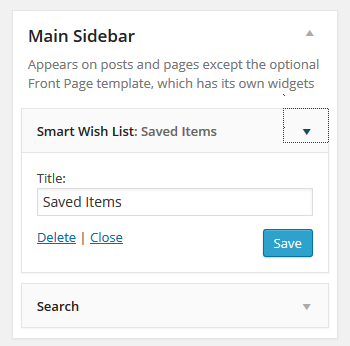 Main Sidebar
Appears on posts and pages except the optional
Front Page template, which has its own widgets
Smart Wish List: Saved Items
Title:
Saved Items
Delete | Close
Save
Search